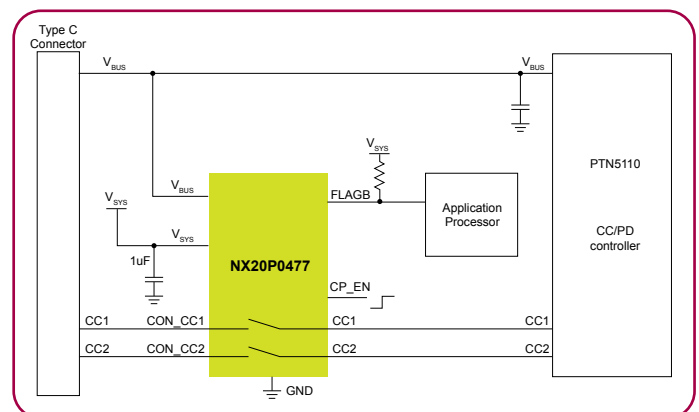 Type C
Connector
VBUS
VBUS
VSYS
PTN5110
VBUS
FLAGB
Application
Processor
VSYS
VSYS
CC/PD
controller
1uF
NX20P0477
CP_EN
CC1
CON_CC1
CC1
CC1
CC2
CON_CC2
CC2
CC2
GND